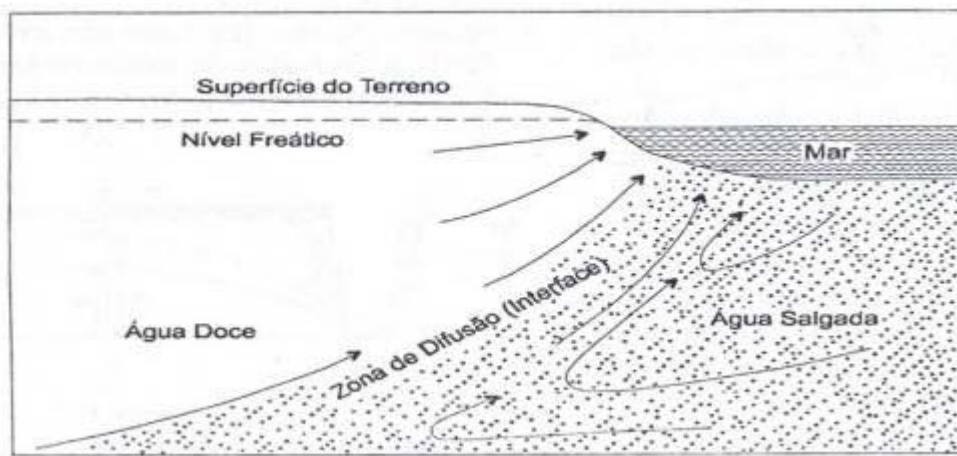 Superfície do Terreno
Nível Freático
Mar
Zona de Difusão (Interface)
Água Doce
Água Salgada